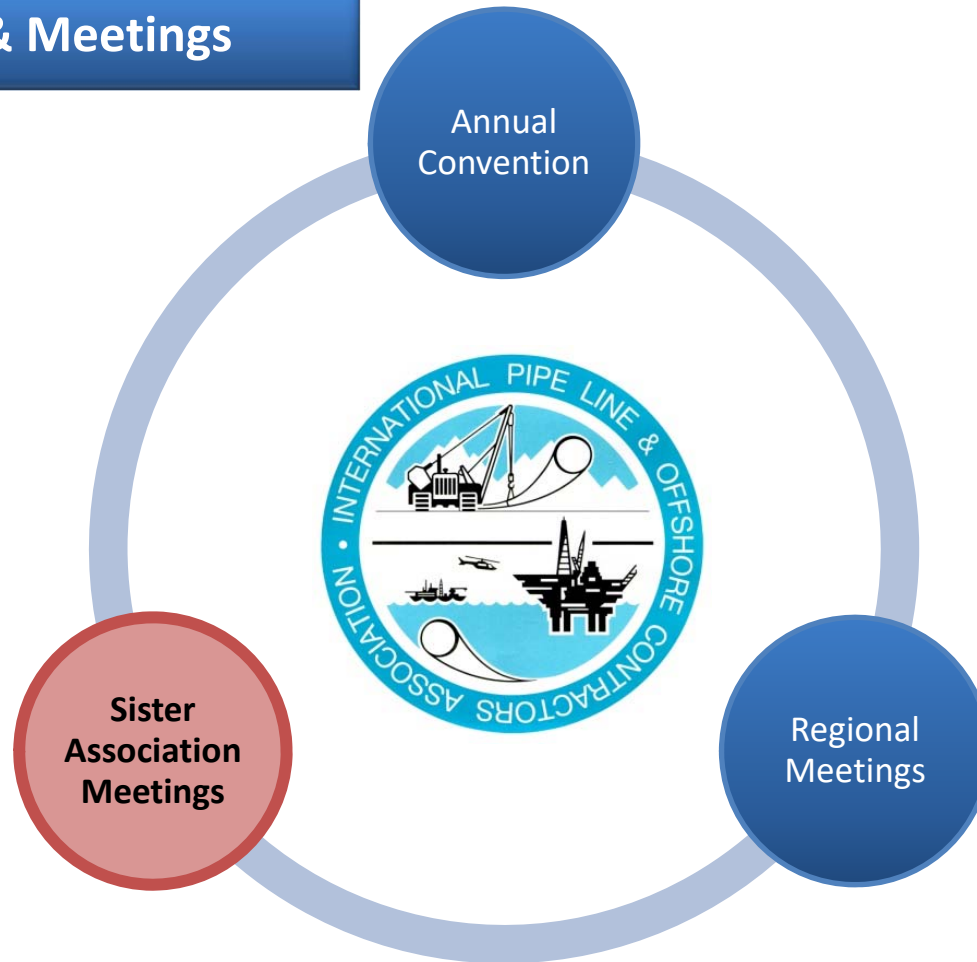 & Meetings
Annual
Convention
INTERNATIONAL PIPE LINE & OFFSHORE CONTRACTORS ASSOCIATION •
Regional
Meetings
Sister
Association
Meetings